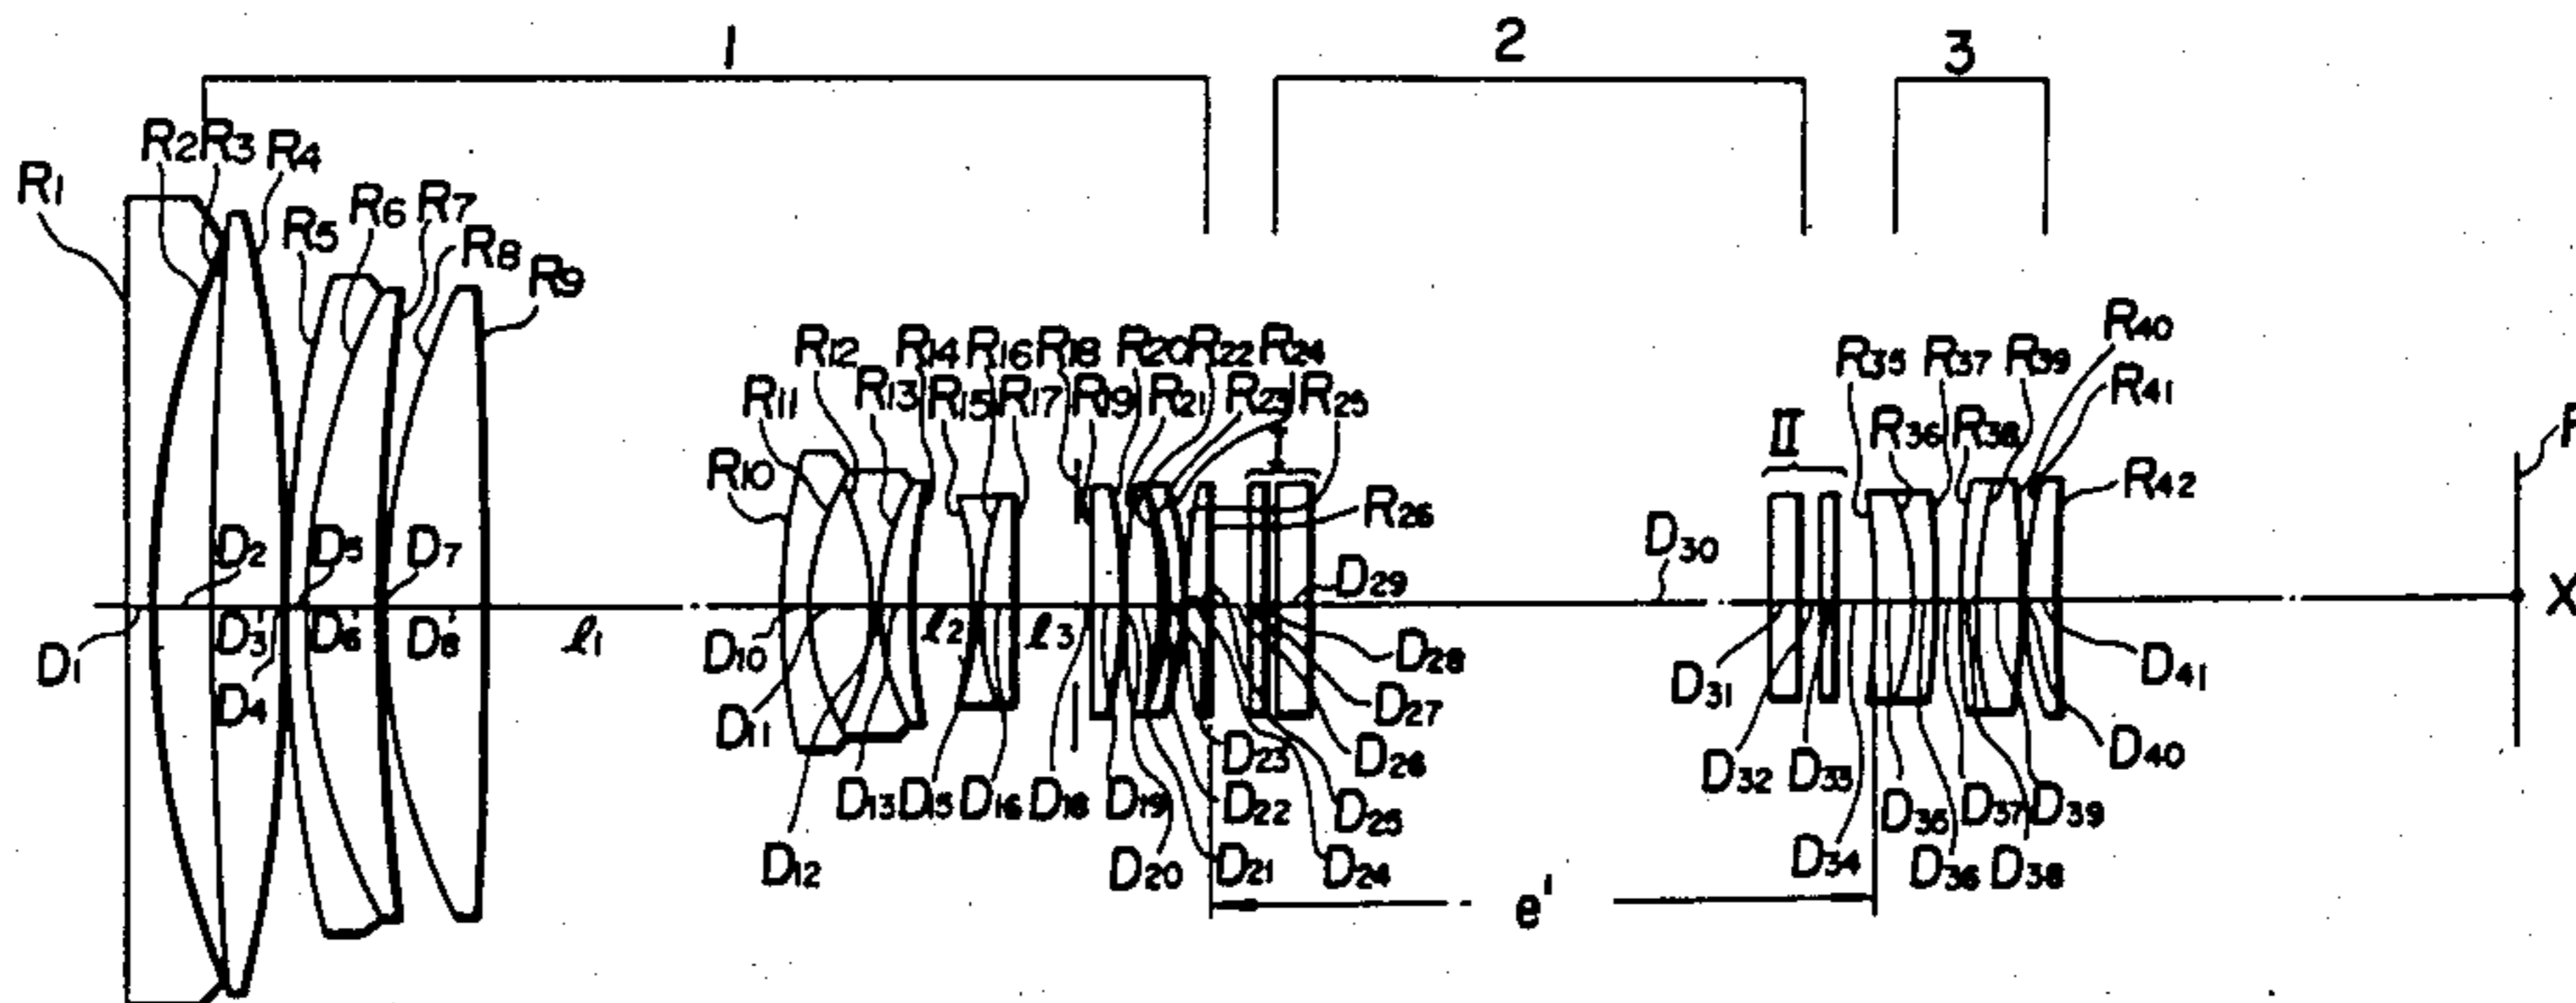 1 2 3
R1 R2 R3 R4 R5 R6 R7 R8 R9
R10 R11 R12 R13 R14 R15 R16 R17 R18 R19 R20 R21 R22 R23 R24 R25 R26
I II
R35 R36 R37 R38 R39 R40 R41 R42
F
X
D1 D2 D3 D4 D5 D6 D7 D8 ℓ1
D10 D11 D12 D13 ℓ2 D15 D16 ℓ3 D18 D19 D20 D21 D22 D23 D24 D25 D26 D27 D28 D29 D30
D31 D32 D33 D34 D35 D36 D37 D38 D39 D40 D41
e'